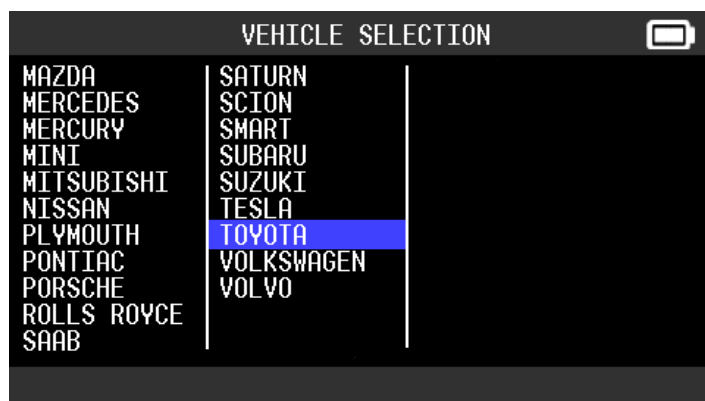 VEHICLE SELECTION
MAZDA
MERCEDES
MERCURY
MINI
MITSUBISHI
NISSAN
PLYMOUTH
PONTIAC
PORSCHE
ROLLS ROYCE
SAAB
SATURN
SCION
SMART
SUBARU
SUZUKI
TESLA
TOYOTA
VOLKSWAGEN
VOLVO